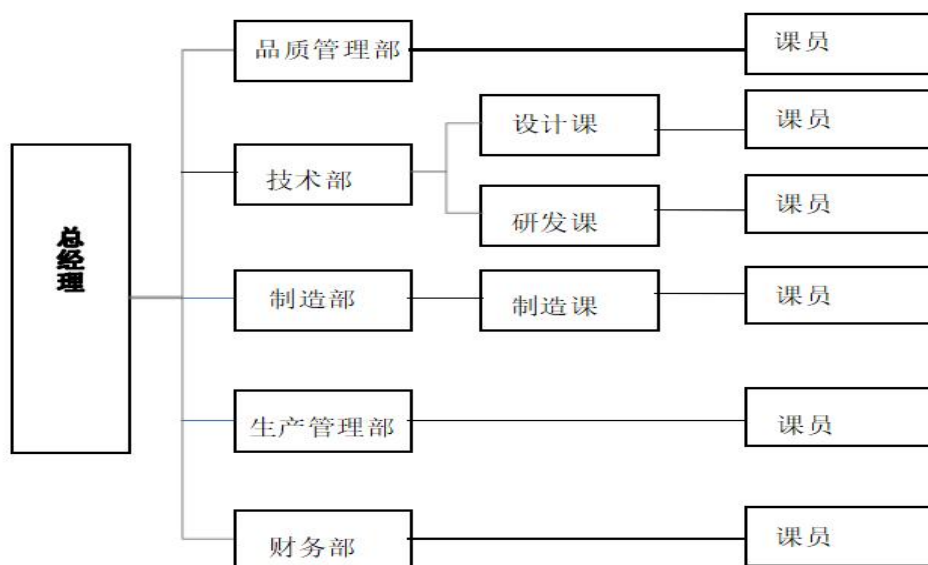 品质管理部
课员
设计课
课员
技术部
研发课
课员
总经理
制造部
制造课
课员
生产管理部
课员
财务部
课员